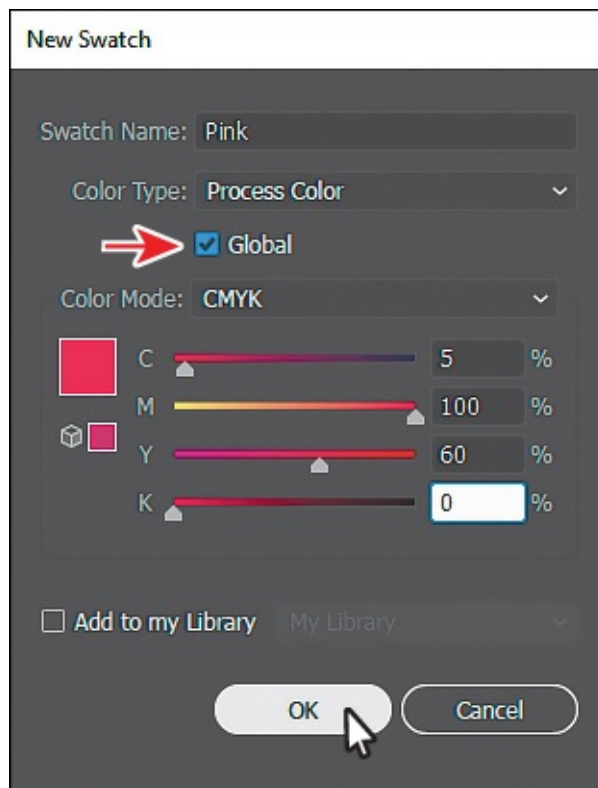 New Swatch
Swatch Name: Pink
Color Type: Process Color
Global
Color Mode: CMYK
C 5 %
M 100 %
Y 60 %
K 0 %
Add to my Library My Library
OK Cancel